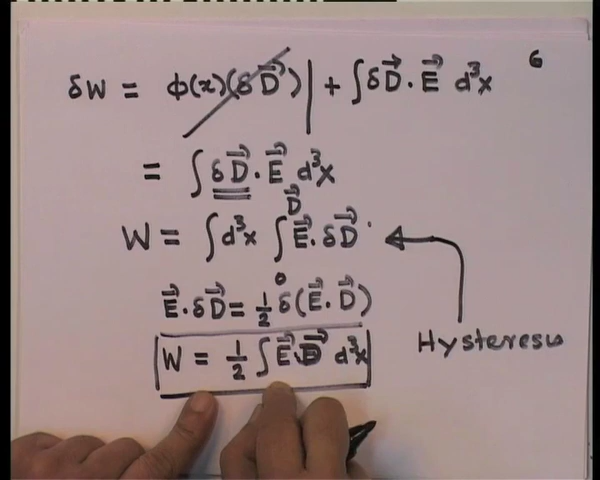 6
δW = ϕ(x)(δD⃗)| + ∫δD⃗·E⃗ d³x
= ∫δD⃗·E⃗ d³x
W = ∫d³x ∫₀^D⃗ E⃗·δD⃗
E⃗·δD⃗ = ½ δ(E⃗·D⃗)
Hysteresis
W = ½ ∫E⃗·D⃗ d³x